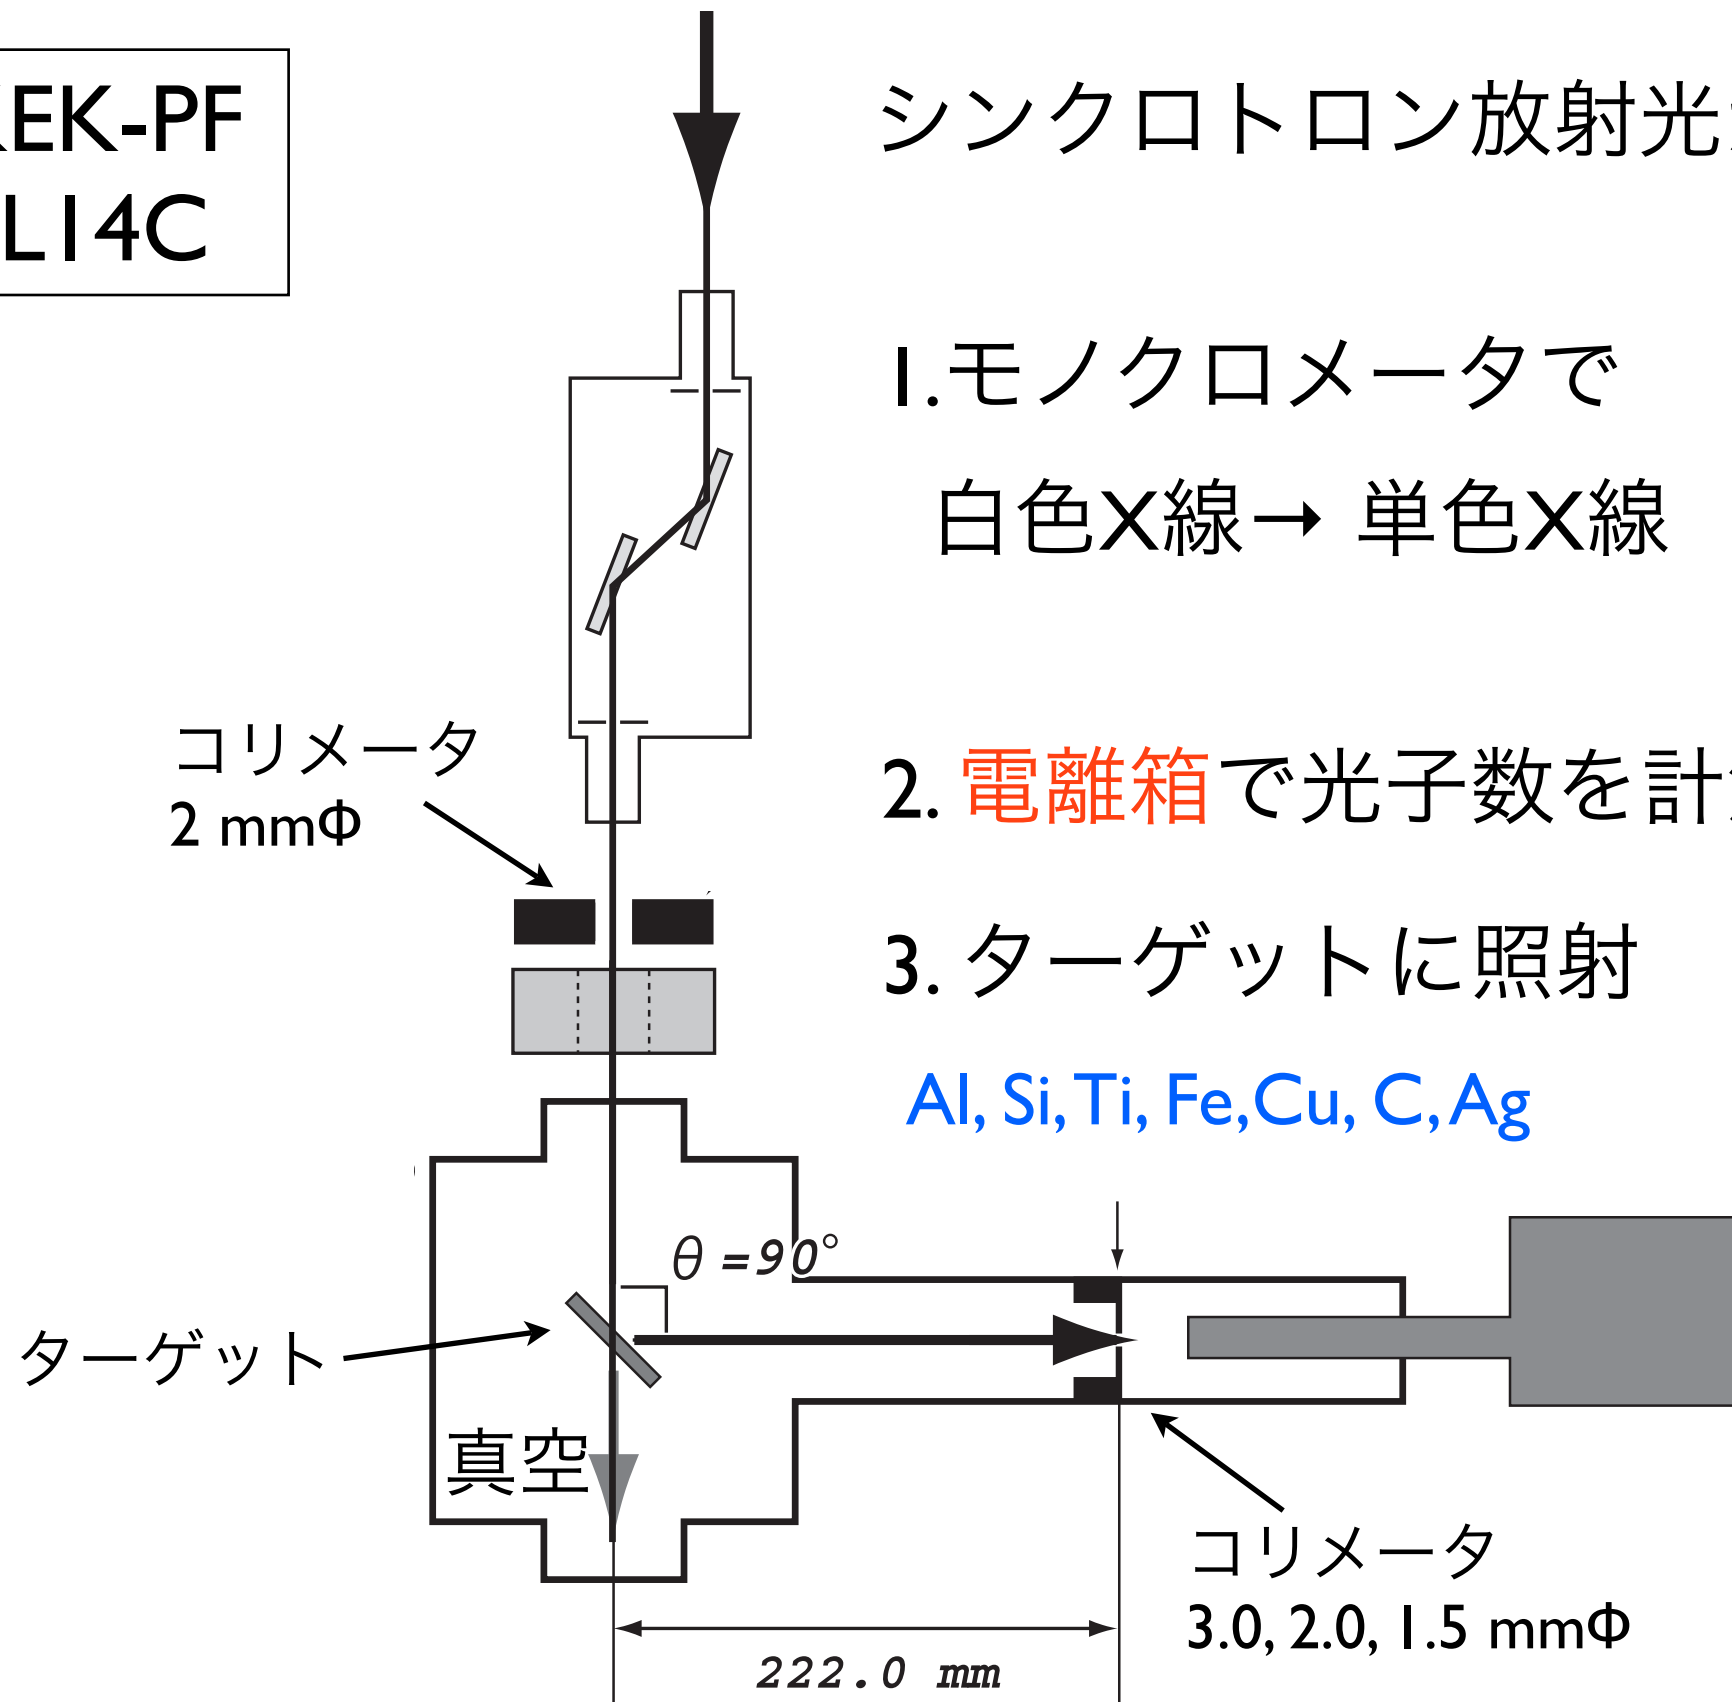 KEK-PF
L14C
シンクロトロン放射光
1.モノクロメータで
白色X線→ 単色X線
コリメータ
2 mmΦ
2. 電離箱で光子数を計
3. ターゲットに照射
Al, Si, Ti, Fe, Cu, C, Ag
θ =90°
ターゲット
真空
コリメータ
3.0, 2.0, 1.5 mmΦ
222.0 mm